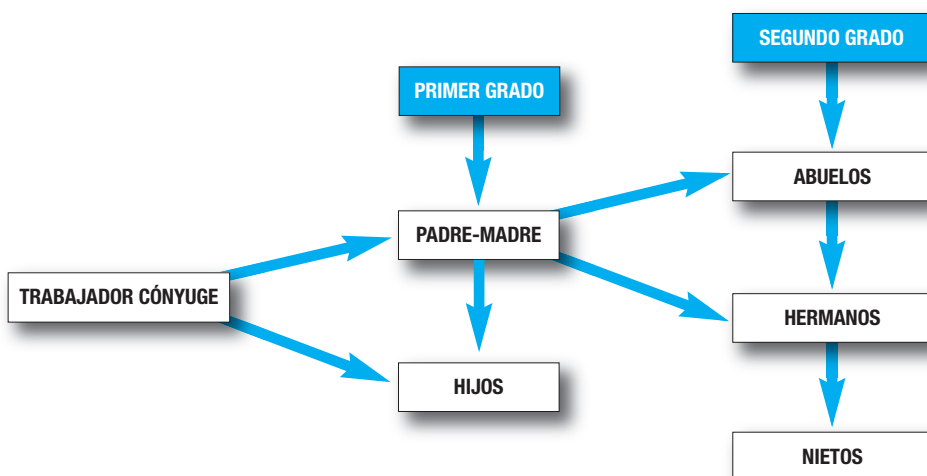 SEGUNDO GRADO
PRIMER GRADO
ABUELOS
PADRE-MADRE
TRABAJADOR CÓNYUGE
HERMANOS
HIJOS
NIETOS